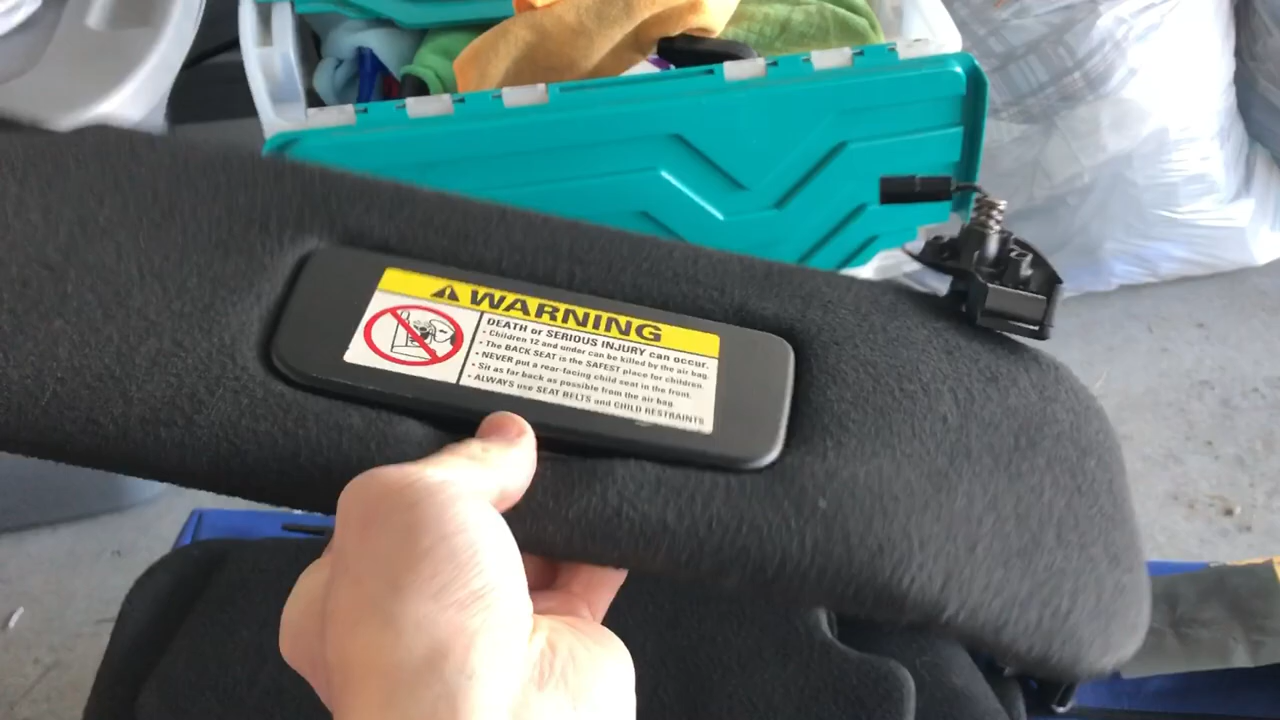 WARNING
DEATH or SERIOUS INJURY can occur.
• Children 12 and under can be killed by the air bag.
• The BACK SEAT is the SAFEST place for children.
• NEVER put a rear-facing child seat in the front.
• Sit as far back as possible from the air bag.
• ALWAYS use SEAT BELTS and CHILD RESTRAINTS.